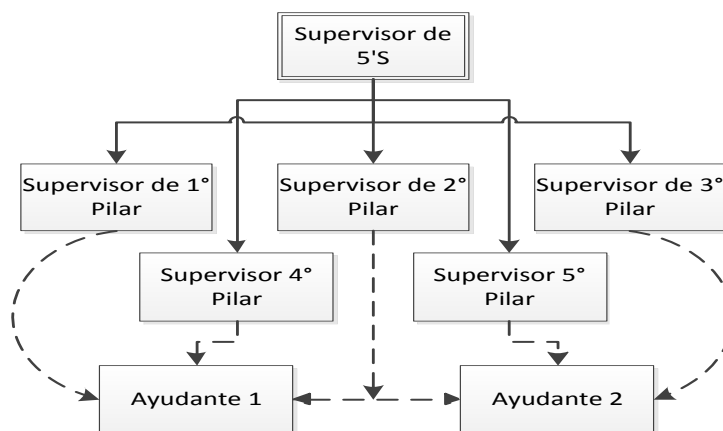 Supervisor de
5'S
Supervisor de 1°
Pilar
Supervisor de 2°
Pilar
Supervisor de 3°
Pilar
Supervisor 4°
Pilar
Supervisor 5°
Pilar
Ayudante 1
Ayudante 2